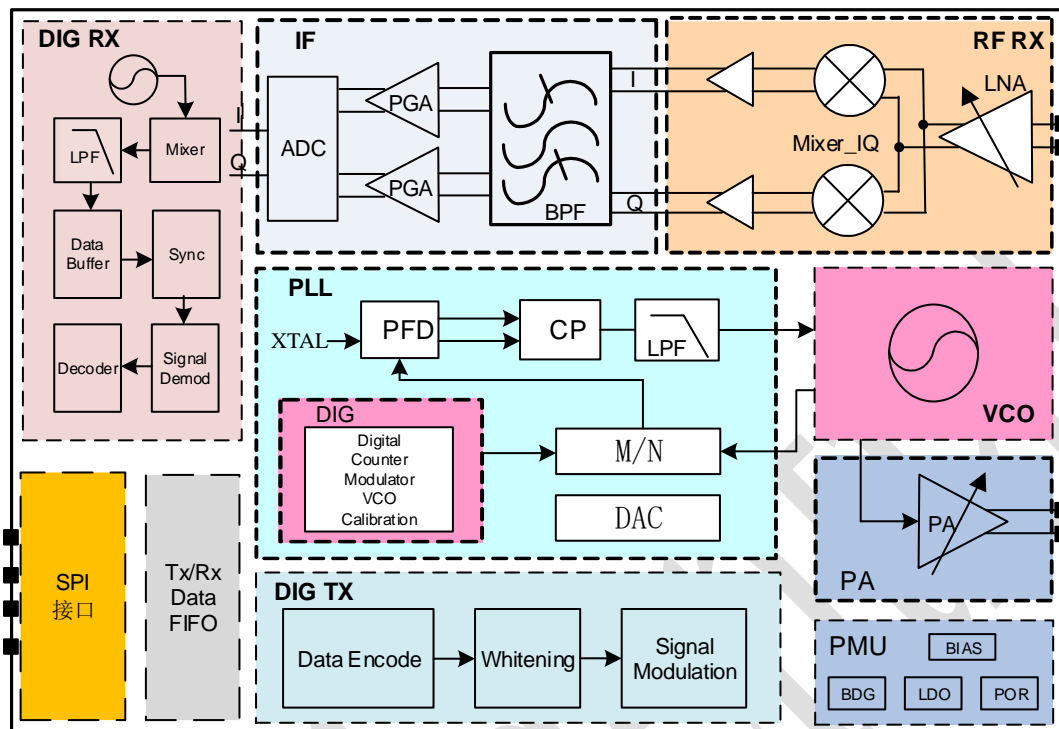 DIG RX
Mixer
LPF
Data
Buffer
Sync
Decoder
Signal
Demod
I
Q
IF
ADC
PGA
PGA
BPF
I
Q
RF RX
LNA
Mixer_IQ
PLL
XTAL
PFD
CP
LPF
DIG
Digital
Counter
Modulator
VCO
Calibration
M/N
DAC
VCO
PA
PA
SPI
接口
Tx/Rx
Data
FIFO
DIG TX
Data Encode
Whitening
Signal
Modulation
PMU
BIAS
BDG
LDO
POR